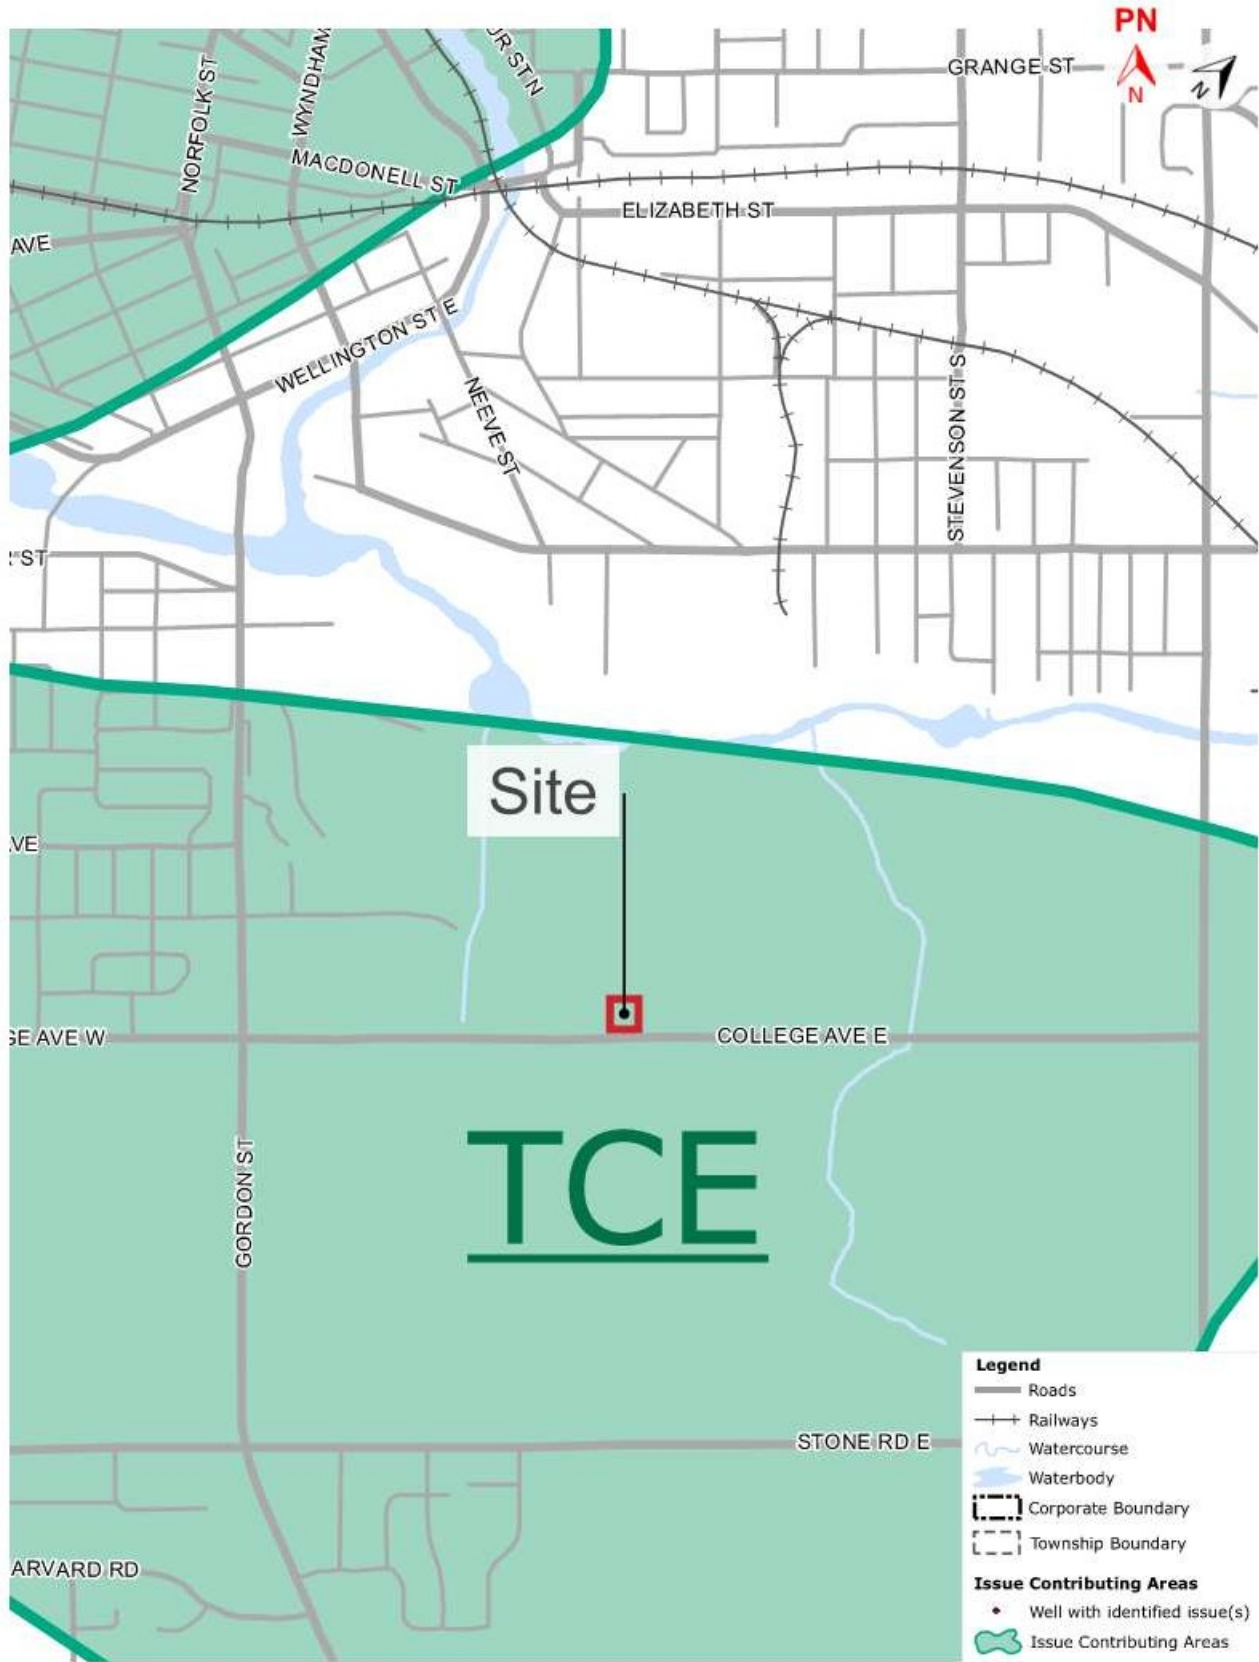 PN
N
N
GRANGE ST
UR ST N
WYNDHAM
NORFOLK ST
MACDONELL ST
ELIZABETH ST
AVE
WELLINGTON ST E
NEEVE ST
STEVENSON ST S
ST
Site
VE
GE AVE W
COLLEGE AVE E
TCE
GORDON ST
STONE RD E
ARVARD RD
Legend
Roads
Railways
Watercourse
Waterbody
Corporate Boundary
Township Boundary
Issue Contributing Areas
Well with identified issue(s)
Issue Contributing Areas